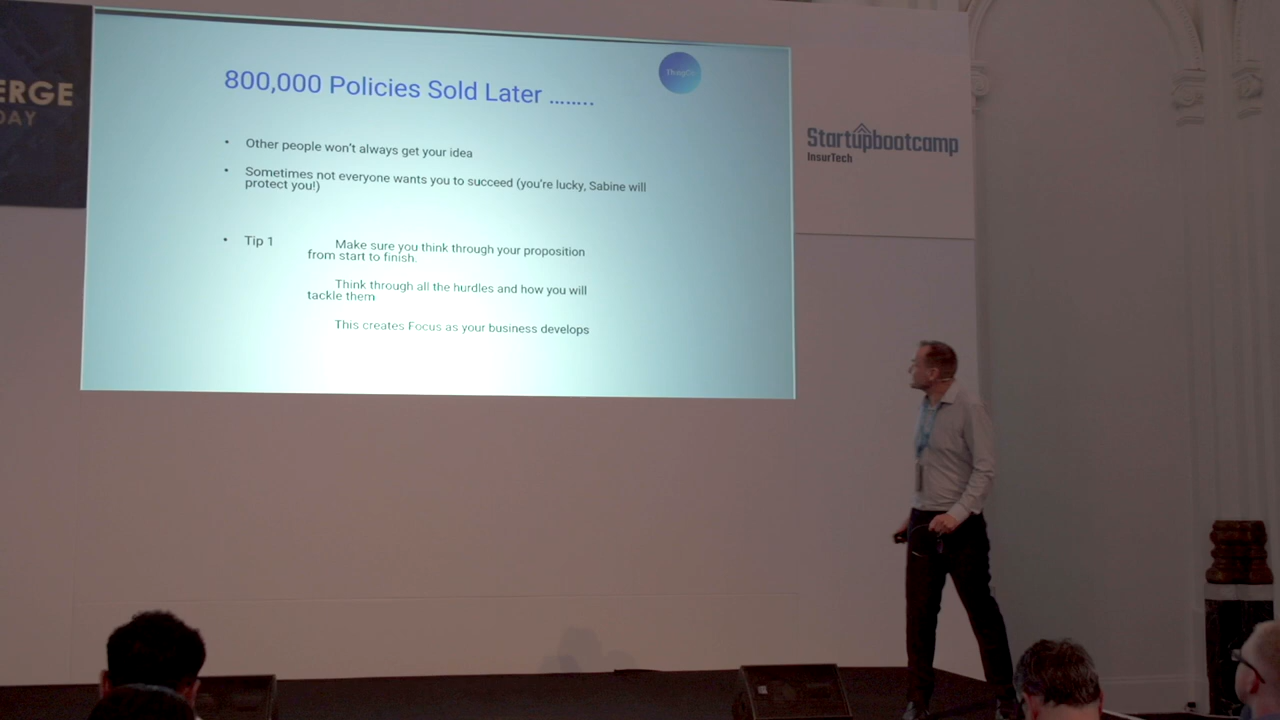 ERGE
DAY
800,000 Policies Sold Later ........
ThingCo
• Other people won't always get your idea
• Sometimes not everyone wants you to succeed (you're lucky, Sabine will
protect you!)
• Tip 1 Make sure you think through your proposition
from start to finish.
Think through all the hurdles and how you will
tackle them
This creates Focus as your business develops
Startupbootcamp
InsurTech